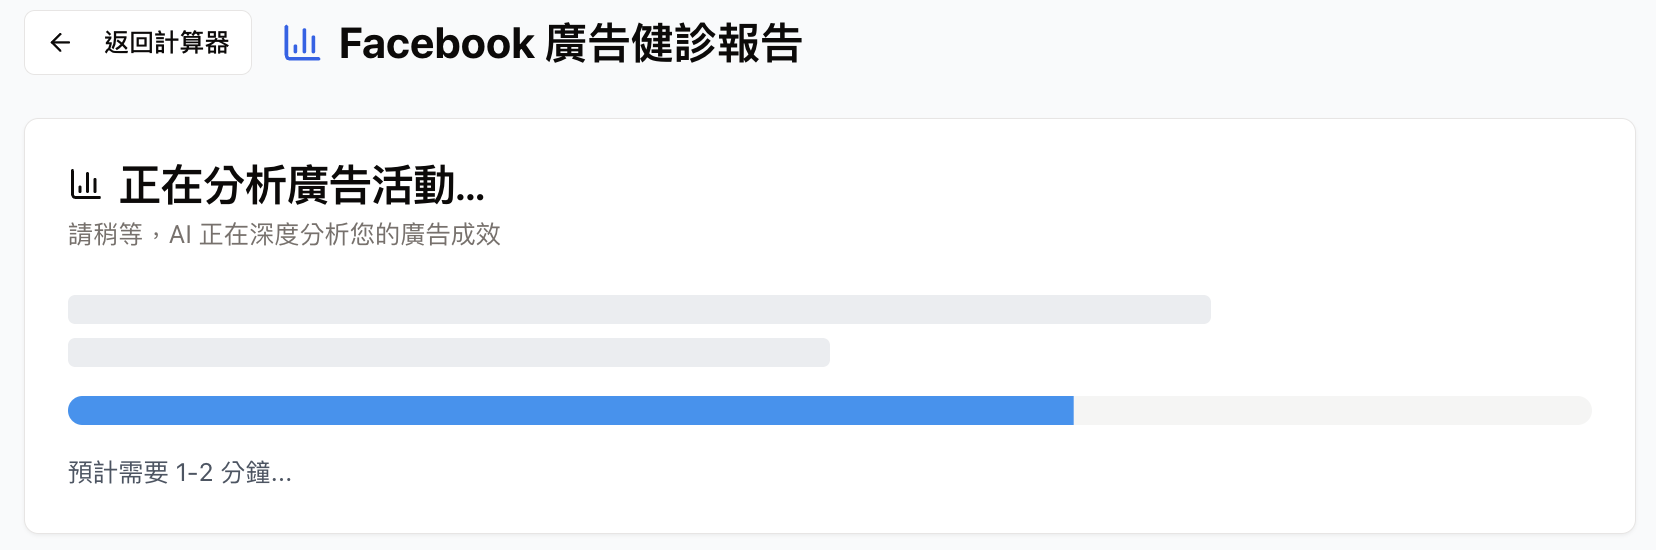 返回計算器
Facebook 廣告健診報告
正在分析廣告活動...
請稍等，AI 正在深度分析您的廣告成效
預計需要 1-2 分鐘...